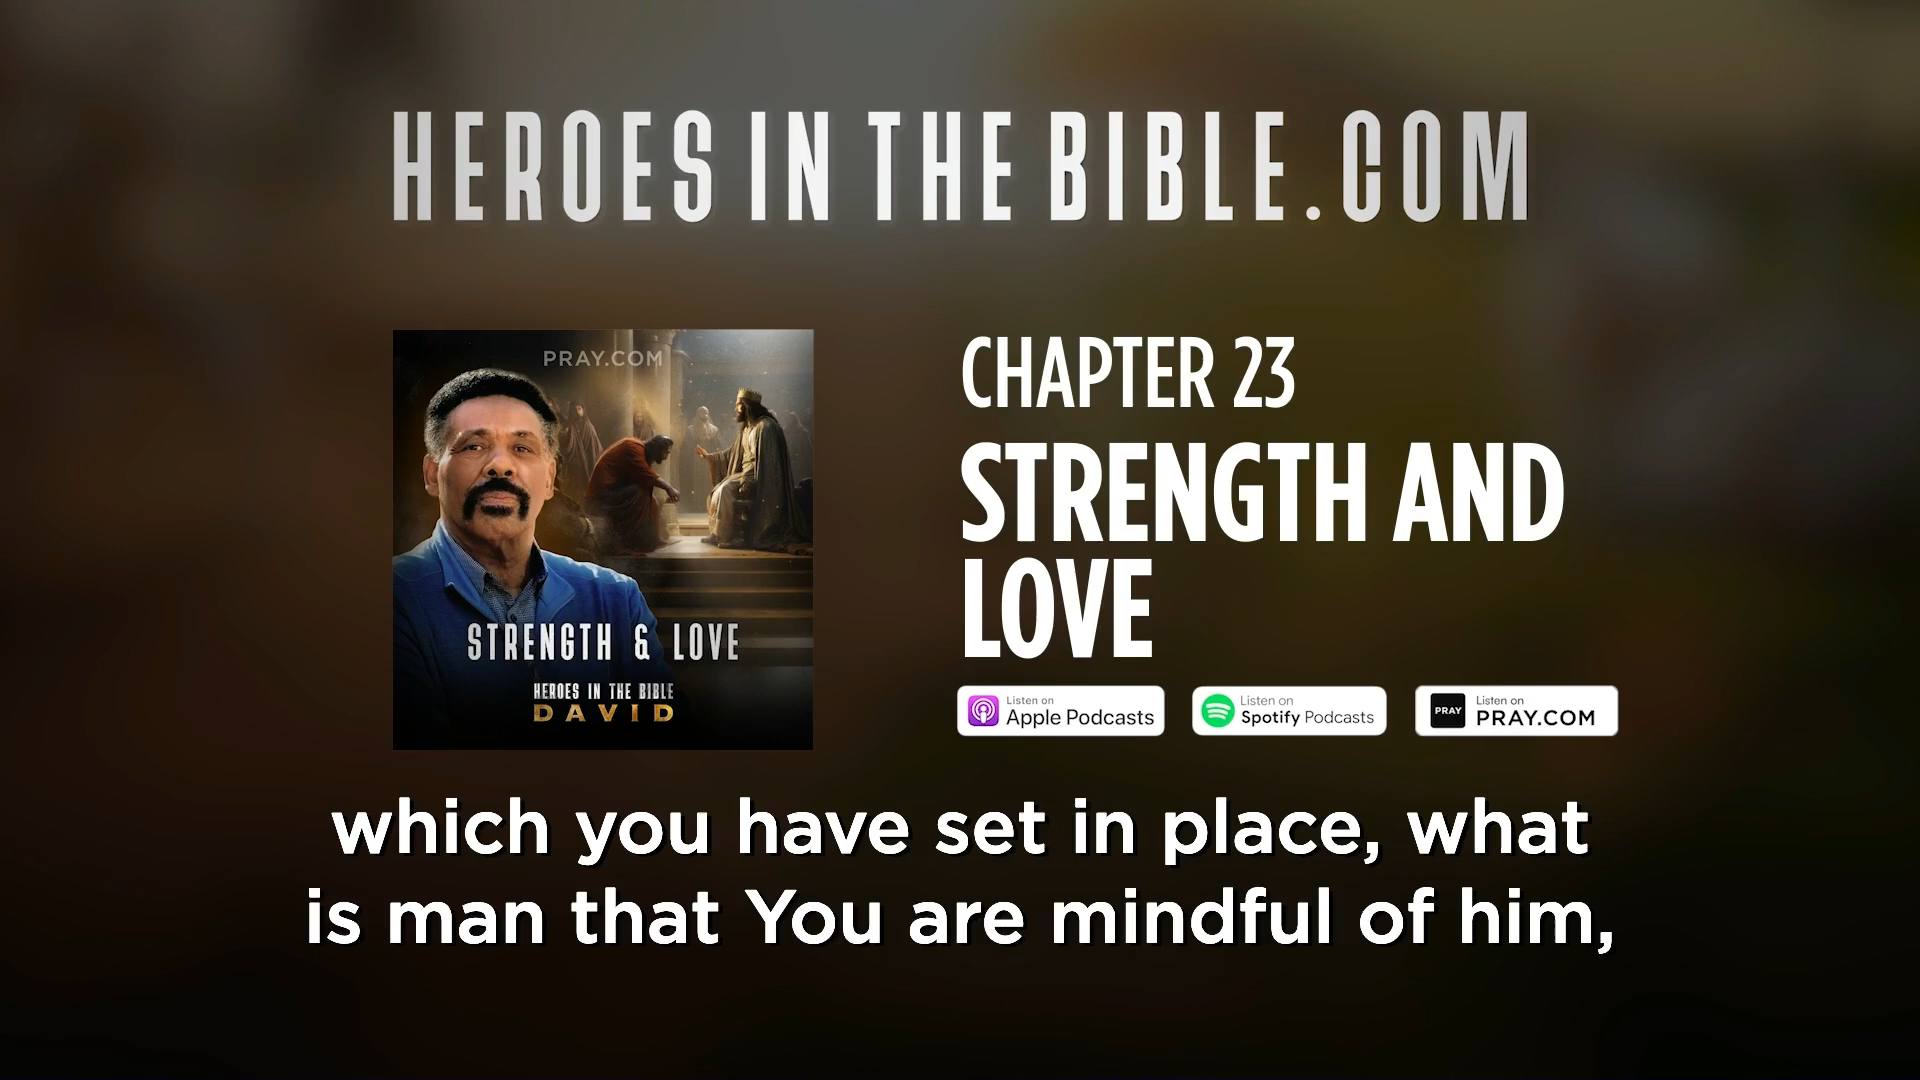 HEROES IN THE BIBLE.COM
PRAY.COM
STRENGTH & LOVE
HEROES IN THE BIBLE
DAVID
CHAPTER 23
STRENGTH AND
LOVE
Listen on
Apple Podcasts
Listen on
Spotify Podcasts
PRAY
Listen on
PRAY.COM
which you have set in place, what
is man that You are mindful of him,